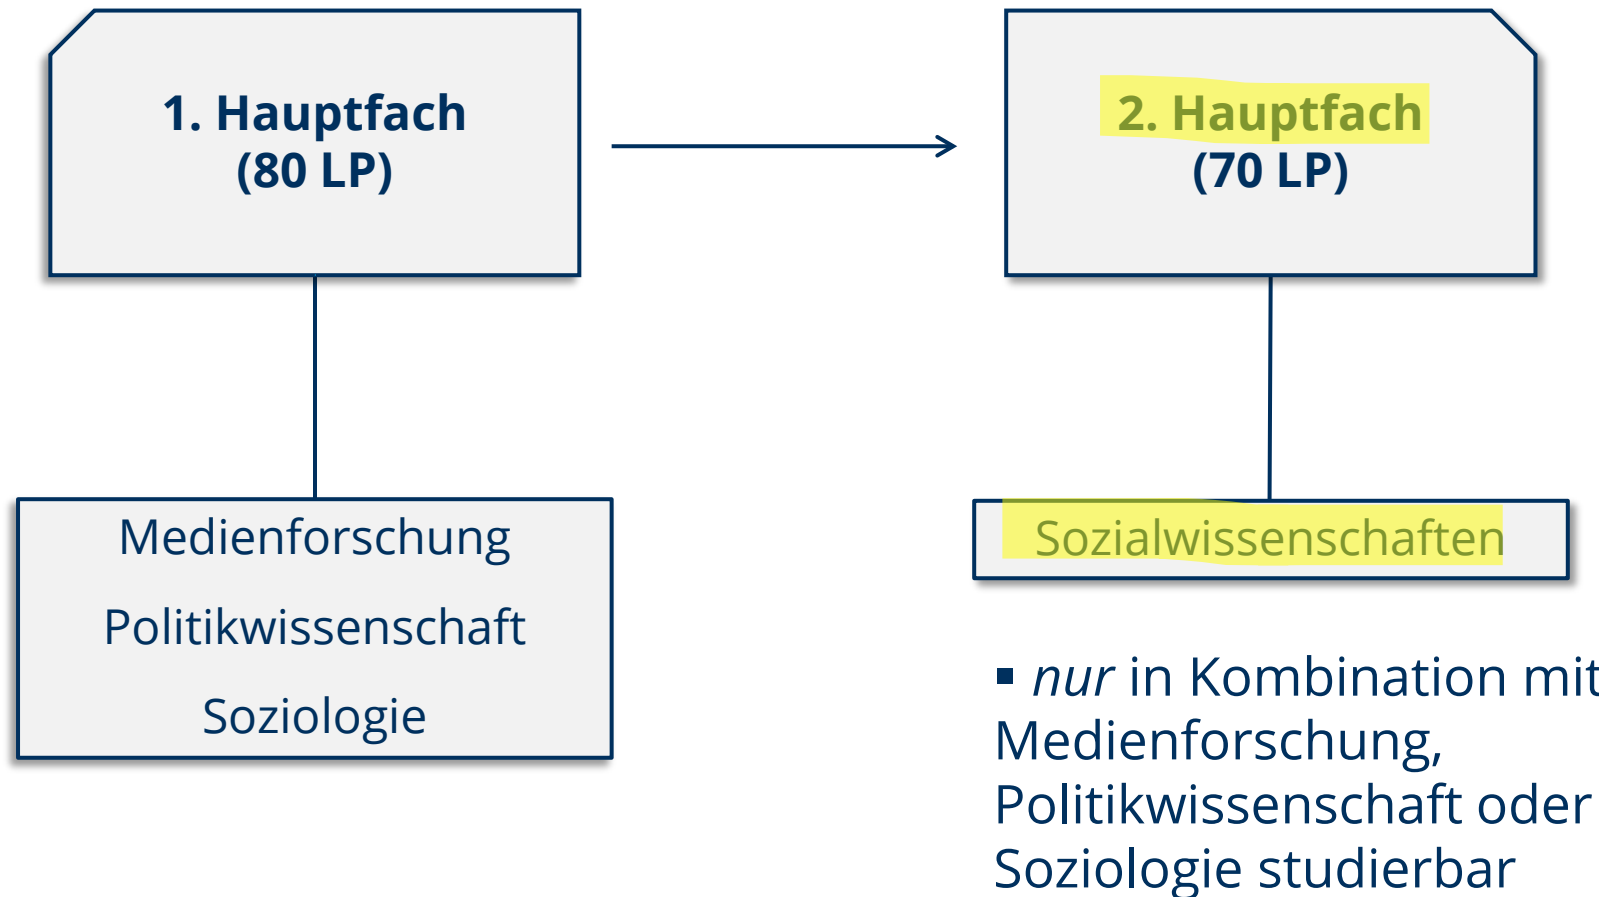 1. Hauptfach
(80 LP)
2. Hauptfach
(70 LP)
Medienforschung
Politikwissenschaft
Soziologie
Sozialwissenschaften
▪ nur in Kombination mit
Medienforschung,
Politikwissenschaft oder
Soziologie studierbar